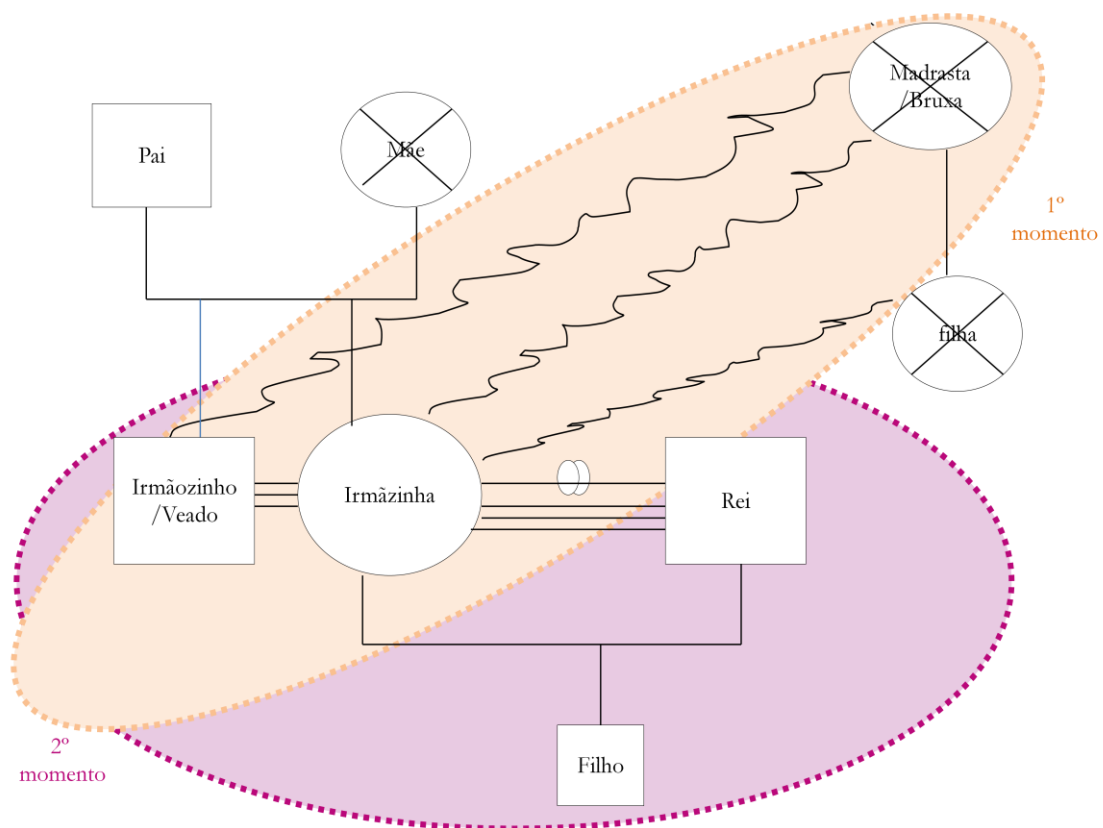 Madrasta
/Bruxa
Pai
Mãe
1º
momento
filha
Irmãozinho
/Veado
Irmãzinha
Rei
2º
momento
Filho